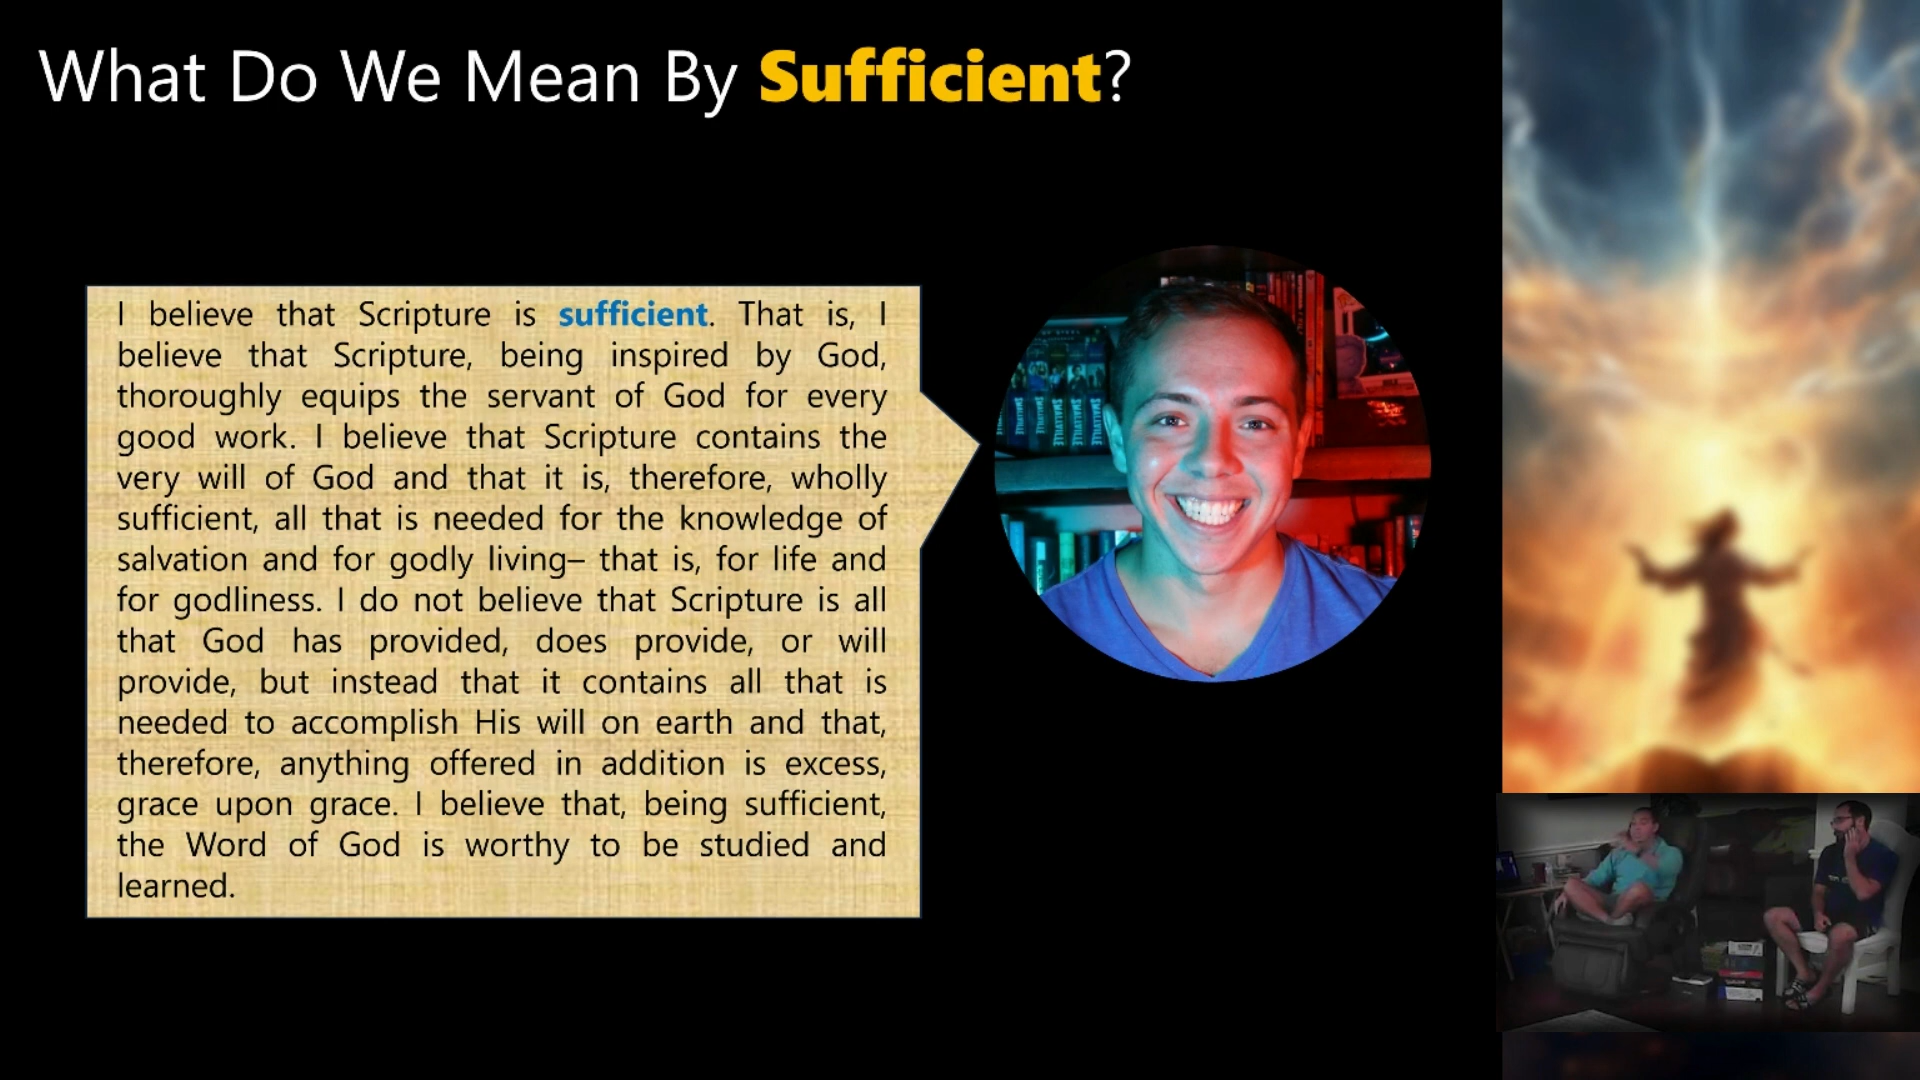 What Do We Mean By Sufficient?
I believe that Scripture is sufficient. That is, I
believe that Scripture, being inspired by God,
thoroughly equips the servant of God for every
good work. I believe that Scripture contains the
very will of God and that it is, therefore, wholly
sufficient, all that is needed for the knowledge of
salvation and for godly living– that is, for life and
for godliness. I do not believe that Scripture is all
that God has provided, does provide, or will
provide, but instead that it contains all that is
needed to accomplish His will on earth and that,
therefore, anything offered in addition is excess,
grace upon grace. I believe that, being sufficient,
the Word of God is worthy to be studied and
learned.
SMALLVILLE
SMALLVILLE
SMALLVILLE